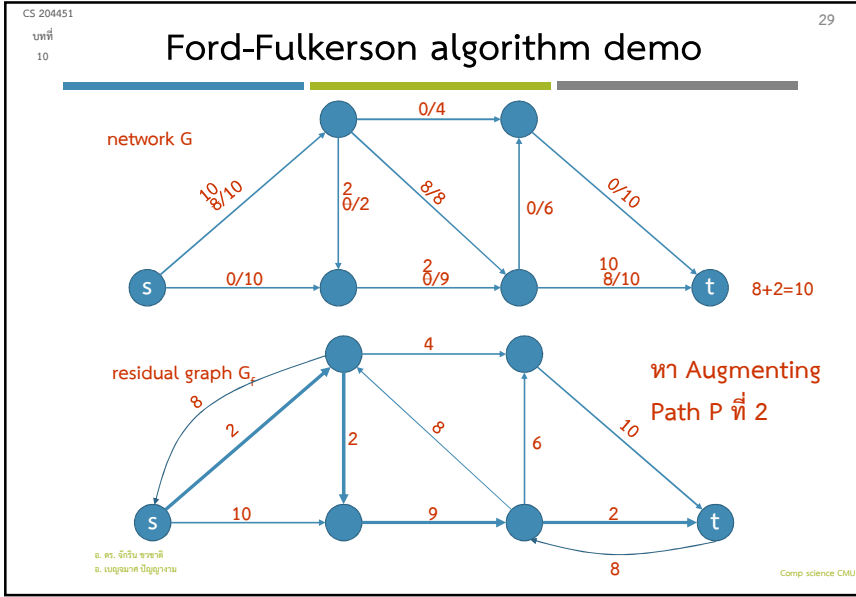 CS 204451
29
บทที่
10
Ford-Fulkerson algorithm demo
network G
0/4
10
8/10
2
0/2
8/8
0/6
0/10
s
0/10
2
0/9
10
8/10
t
8+2=10
residual graph Gf
4
หา Augmenting
Path P ที่ 2
8
2
2
8
6
10
s
10
9
2
t
8
อ. ดร. จักริน ชวชาติ
อ. เบญจมาศ ปัญญางาม
Comp science CMU